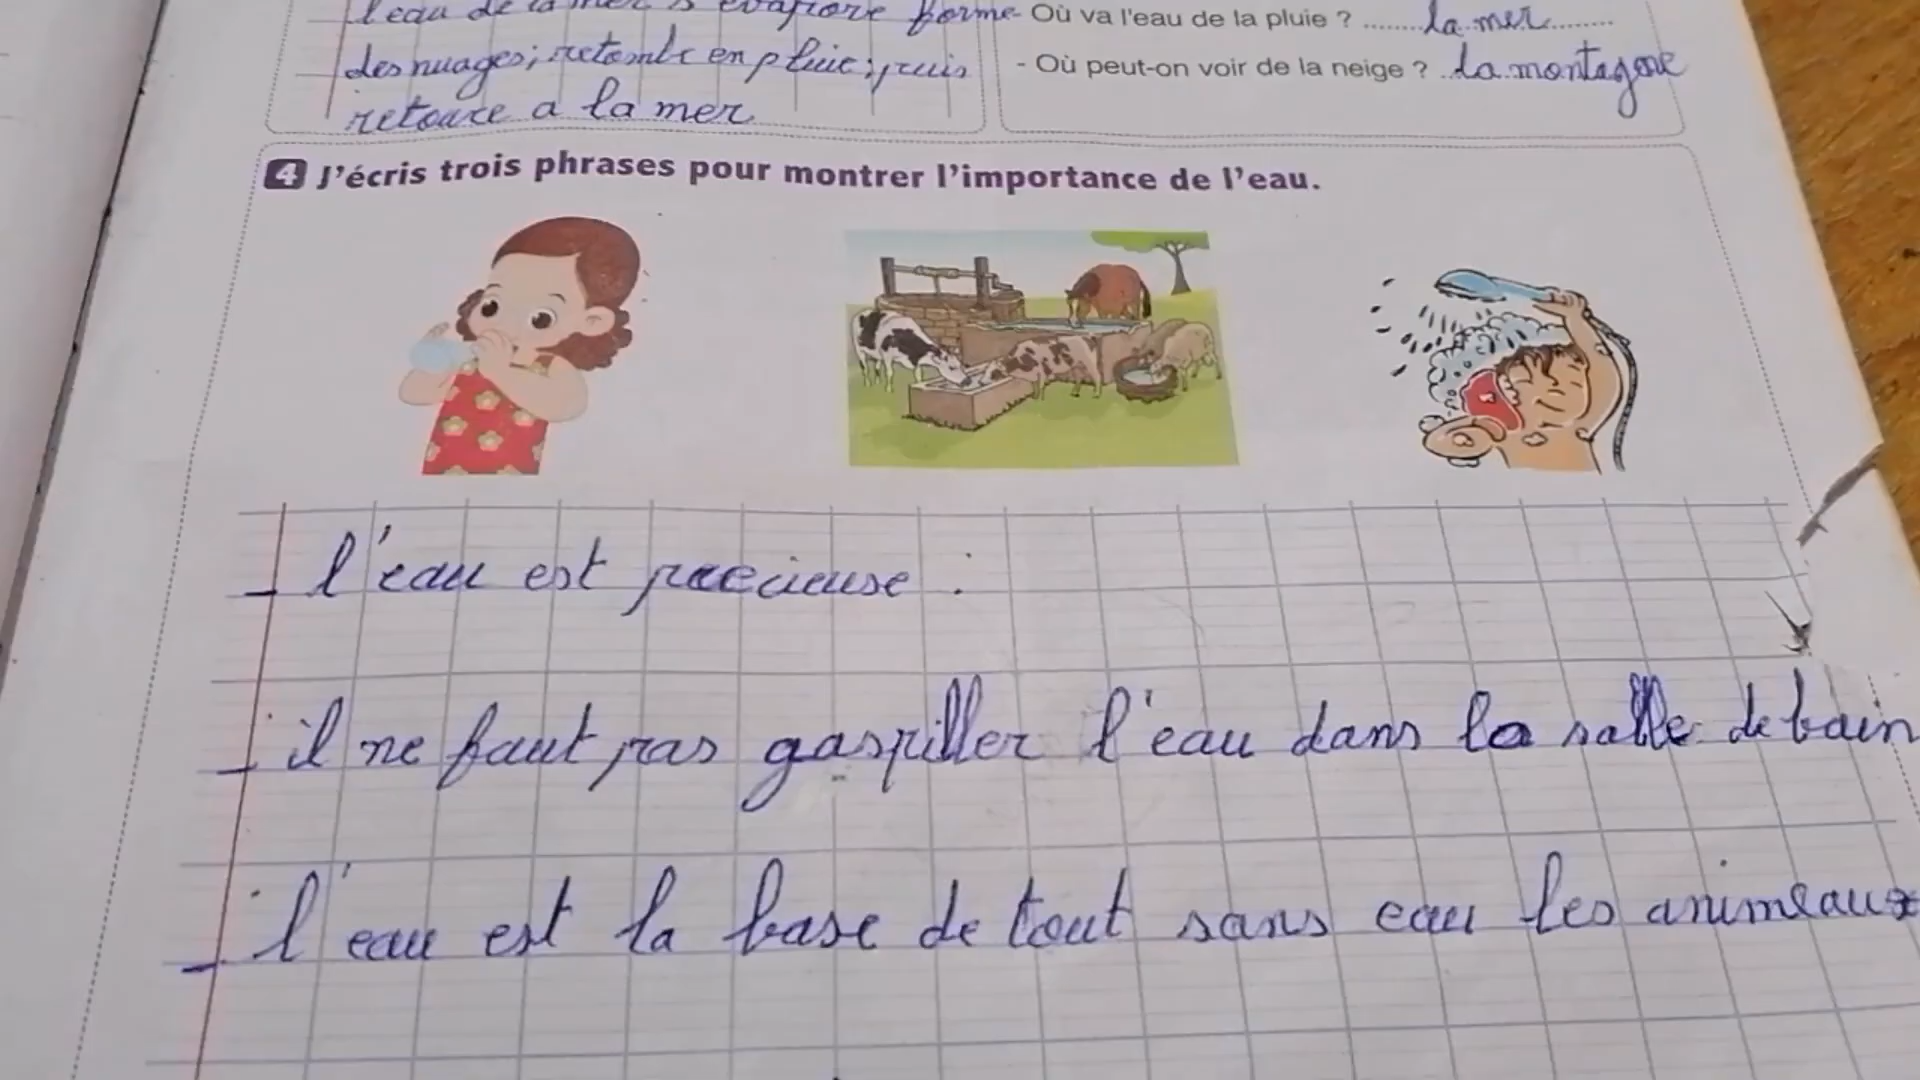 l'eau de la mer s'évapore forme
des nuages, retombe en pluie, puis
retoure a la mer
- Où va l'eau de la pluie ? ........la mer........
- Où peut-on voir de la neige ? ..La montagne
4 J'écris trois phrases pour montrer l'importance de l'eau.
- l'eau est precieuse :
- il ne faut pas gaspiller l'eau dans la salle de bain
- l'eau est la base de tout sans eau les animeaux